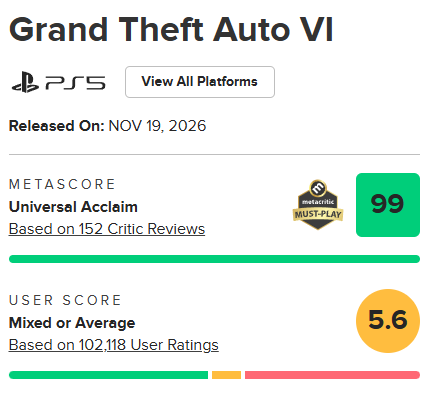 Grand Theft Auto VI
PS5 View All Platforms
Released On: NOV 19, 2026
METASCORE
Universal Acclaim
Based on 152 Critic Reviews
metacritic
MUST-PLAY
99
USER SCORE
Mixed or Average
Based on 102,118 User Ratings
5.6